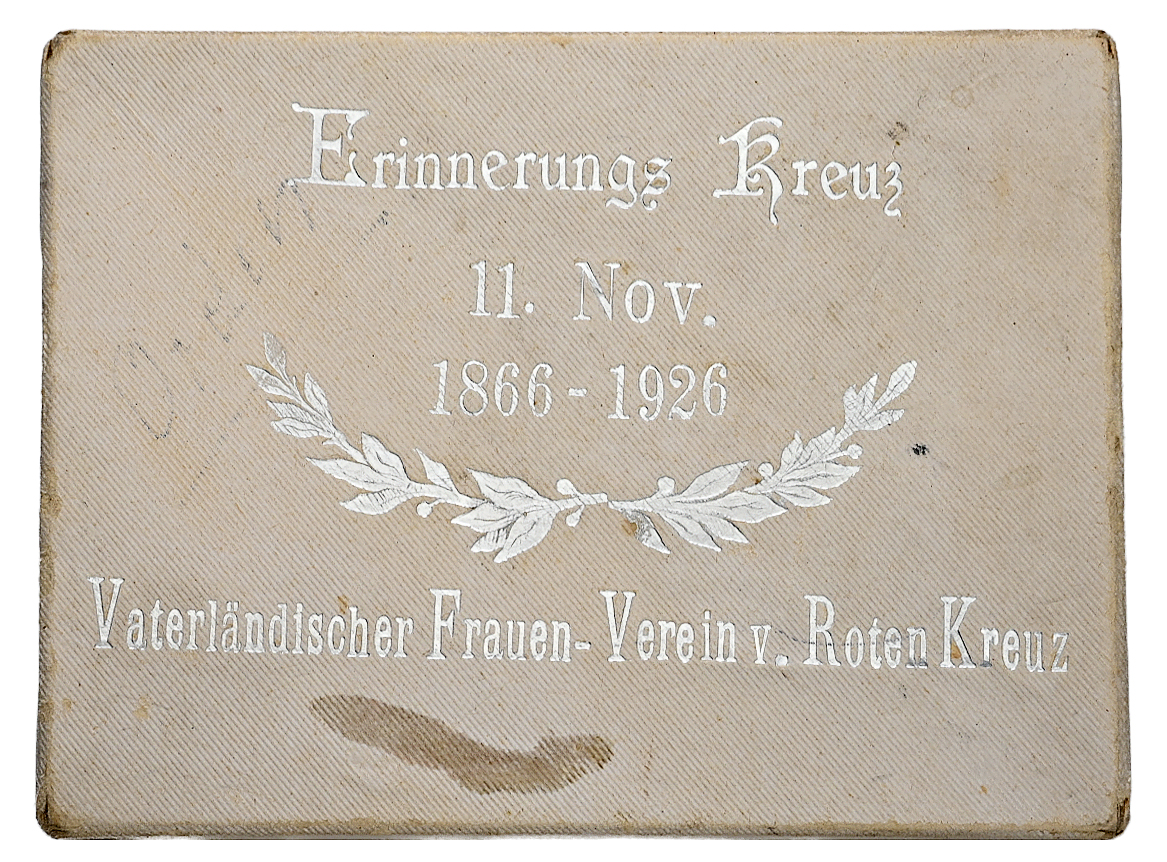 Erinnerungs Kreuz
11. Nov.
1866-1926
Vaterländischer Frauen-Verein v. Roten Kreuz